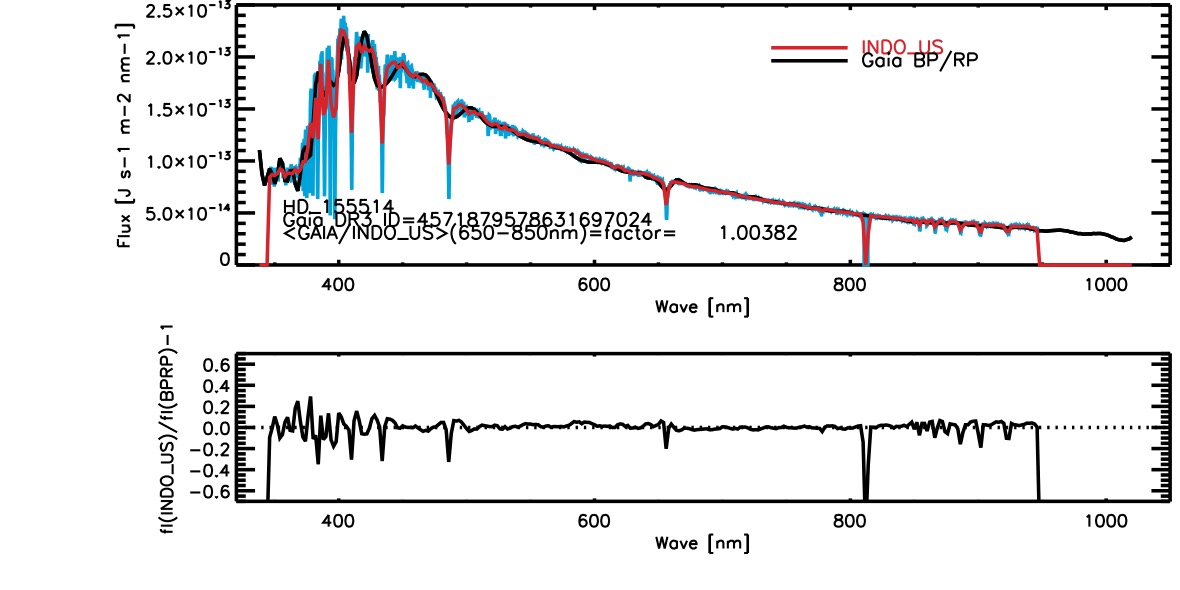 2.5×10−13
2.0×10−13
1.5×10−13
1.0×10−13
5.0×10−14
0
Flux [J s−1 m−2 nm−1]
INDO_US
Gaia BP/RP
HD_155514
Gaia DR3_ID=4571879578631697024
<GAIA/INDO_US>(650−850nm)=factor= 1.00382
400 600 800 1000
Wave [nm]
fl(INDO_US)/fl(BPRP)−1
0.6
0.4
0.2
0.0
−0.2
−0.4
−0.6
400 600 800 1000
Wave [nm]